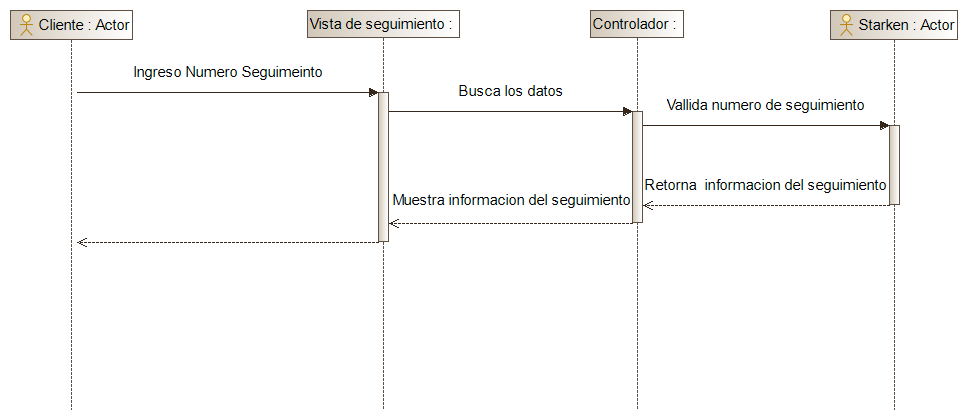 Cliente : Actor
Vista de seguimiento :
Controlador :
Starken : Actor
Ingreso Numero Seguimeinto
Busca los datos
Vallida numero de seguimiento
Retorna  informacion del seguimiento
Muestra informacion del seguimiento